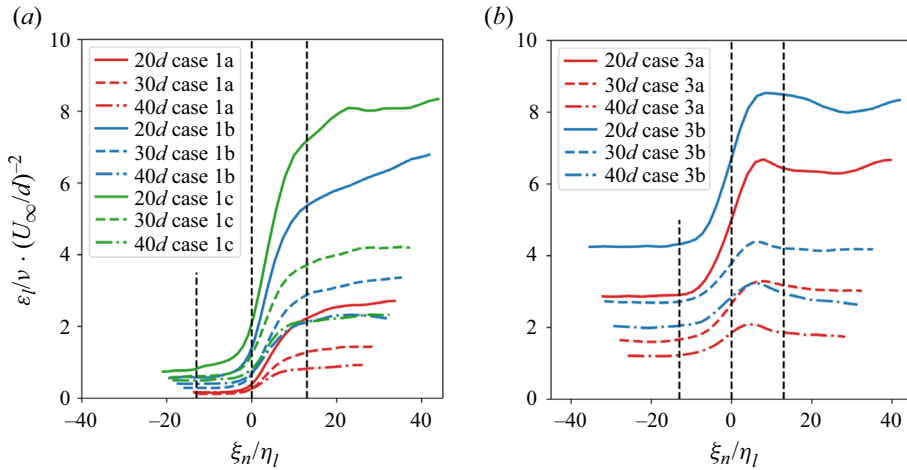 (a)
10
8
6
4
2
0
εl/ν · (U∞/d)−2
20d case 1a
30d case 1a
40d case 1a
20d case 1b
30d case 1b
40d case 1b
20d case 1c
30d case 1c
40d case 1c
−40 −20 0 20 40
ξn/ηl
(b)
10
8
6
4
2
0
20d case 3a
30d case 3a
40d case 3a
20d case 3b
30d case 3b
40d case 3b
−40 −20 0 20 40
ξn/ηl